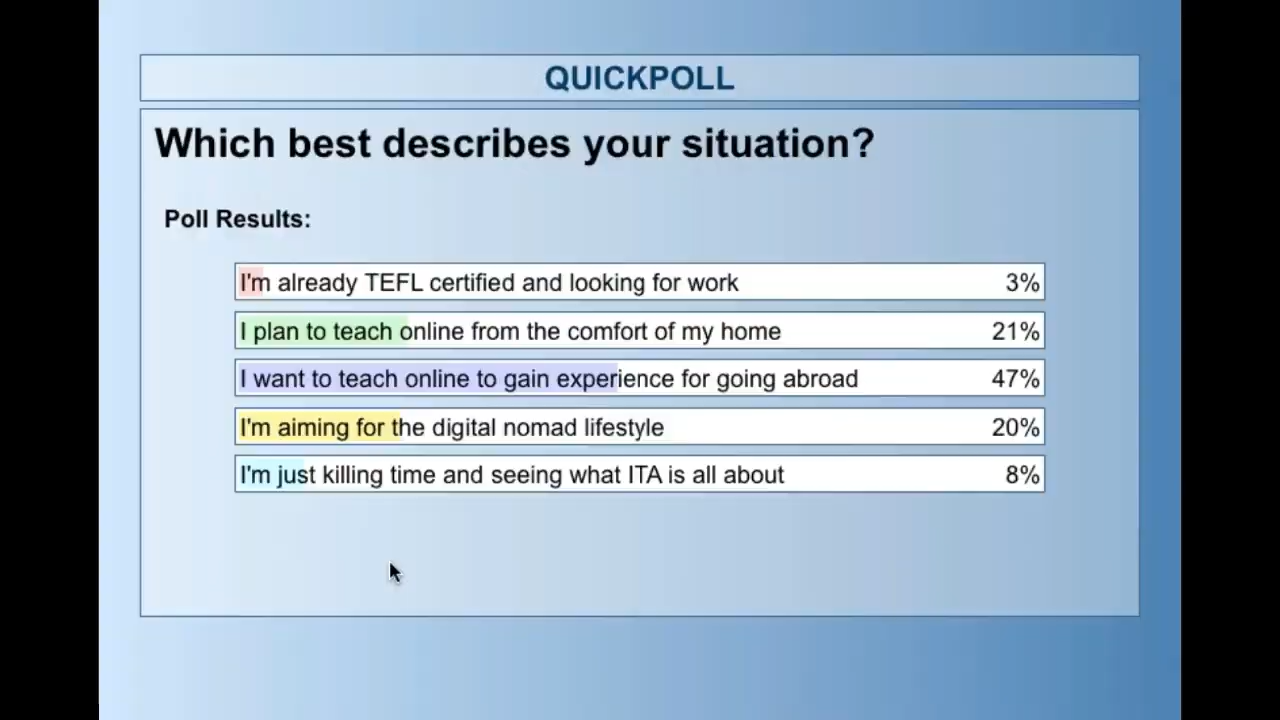 QUICKPOLL
Which best describes your situation?
Poll Results:
I'm already TEFL certified and looking for work 3%
I plan to teach online from the comfort of my home 21%
I want to teach online to gain experience for going abroad 47%
I'm aiming for the digital nomad lifestyle 20%
I'm just killing time and seeing what ITA is all about 8%